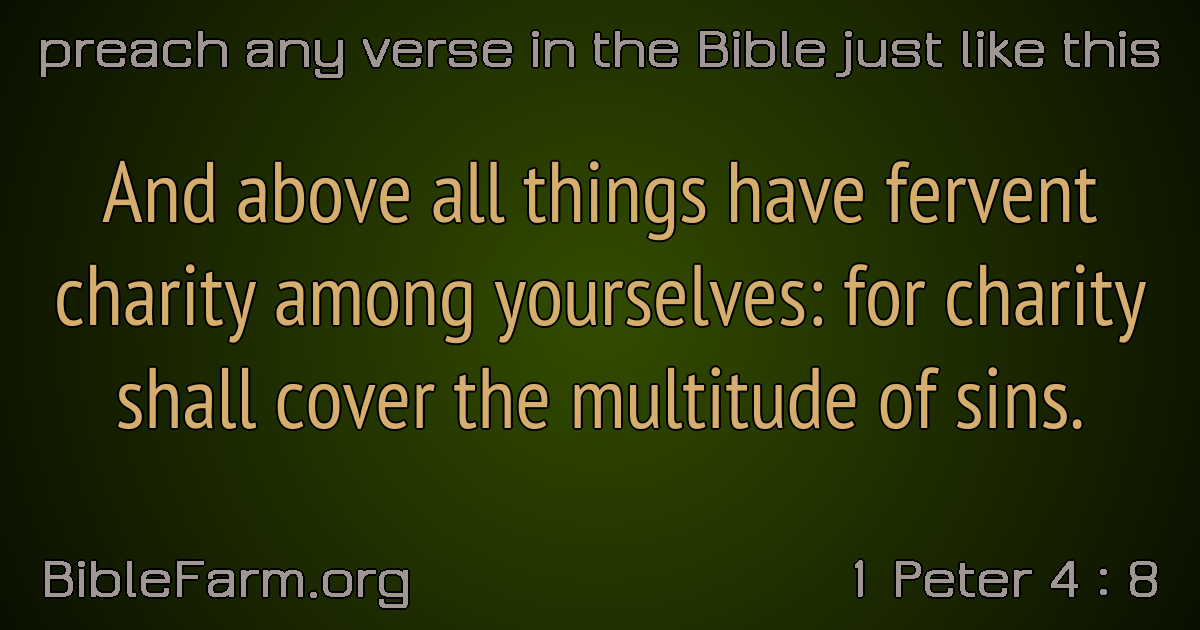 preach any verse in the Bible just like this
And above all things have fervent
charity among yourselves: for charity
shall cover the multitude of sins.
BibleFarm.org
1 Peter 4 : 8